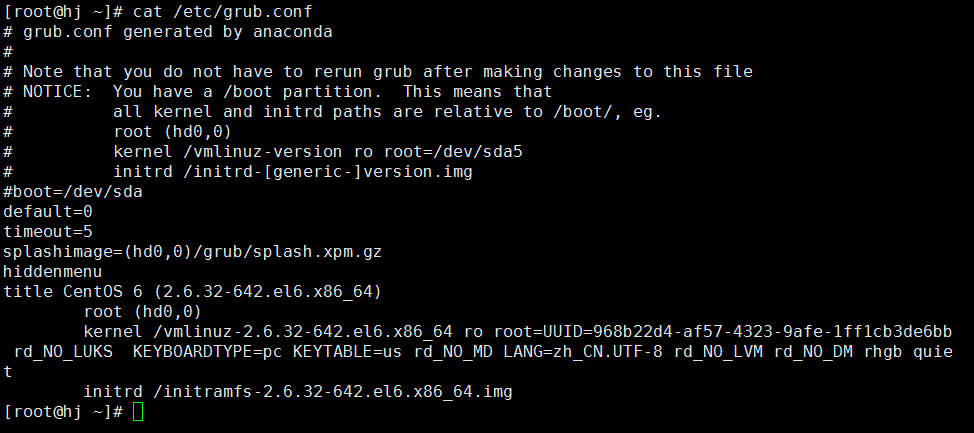 [root@hj ~]# cat /etc/grub.conf
# grub.conf generated by anaconda
#
# Note that you do not have to rerun grub after making changes to this file
# NOTICE:  You have a /boot partition.  This means that
#          all kernel and initrd paths are relative to /boot/, eg.
#          root (hd0,0)
#          kernel /vmlinuz-version ro root=/dev/sda5
#          initrd /initrd-[generic-]version.img
#boot=/dev/sda
default=0
timeout=5
splashimage=(hd0,0)/grub/splash.xpm.gz
hiddenmenu
title CentOS 6 (2.6.32-642.el6.x86_64)
        root (hd0,0)
        kernel /vmlinuz-2.6.32-642.el6.x86_64 ro root=UUID=968b22d4-af57-4323-9afe-1ff1cb3de6bb
 rd_NO_LUKS  KEYBOARDTYPE=pc KEYTABLE=us rd_NO_MD LANG=zh_CN.UTF-8 rd_NO_LVM rd_NO_DM rhgb quie
t
        initrd /initramfs-2.6.32-642.el6.x86_64.img
[root@hj ~]#